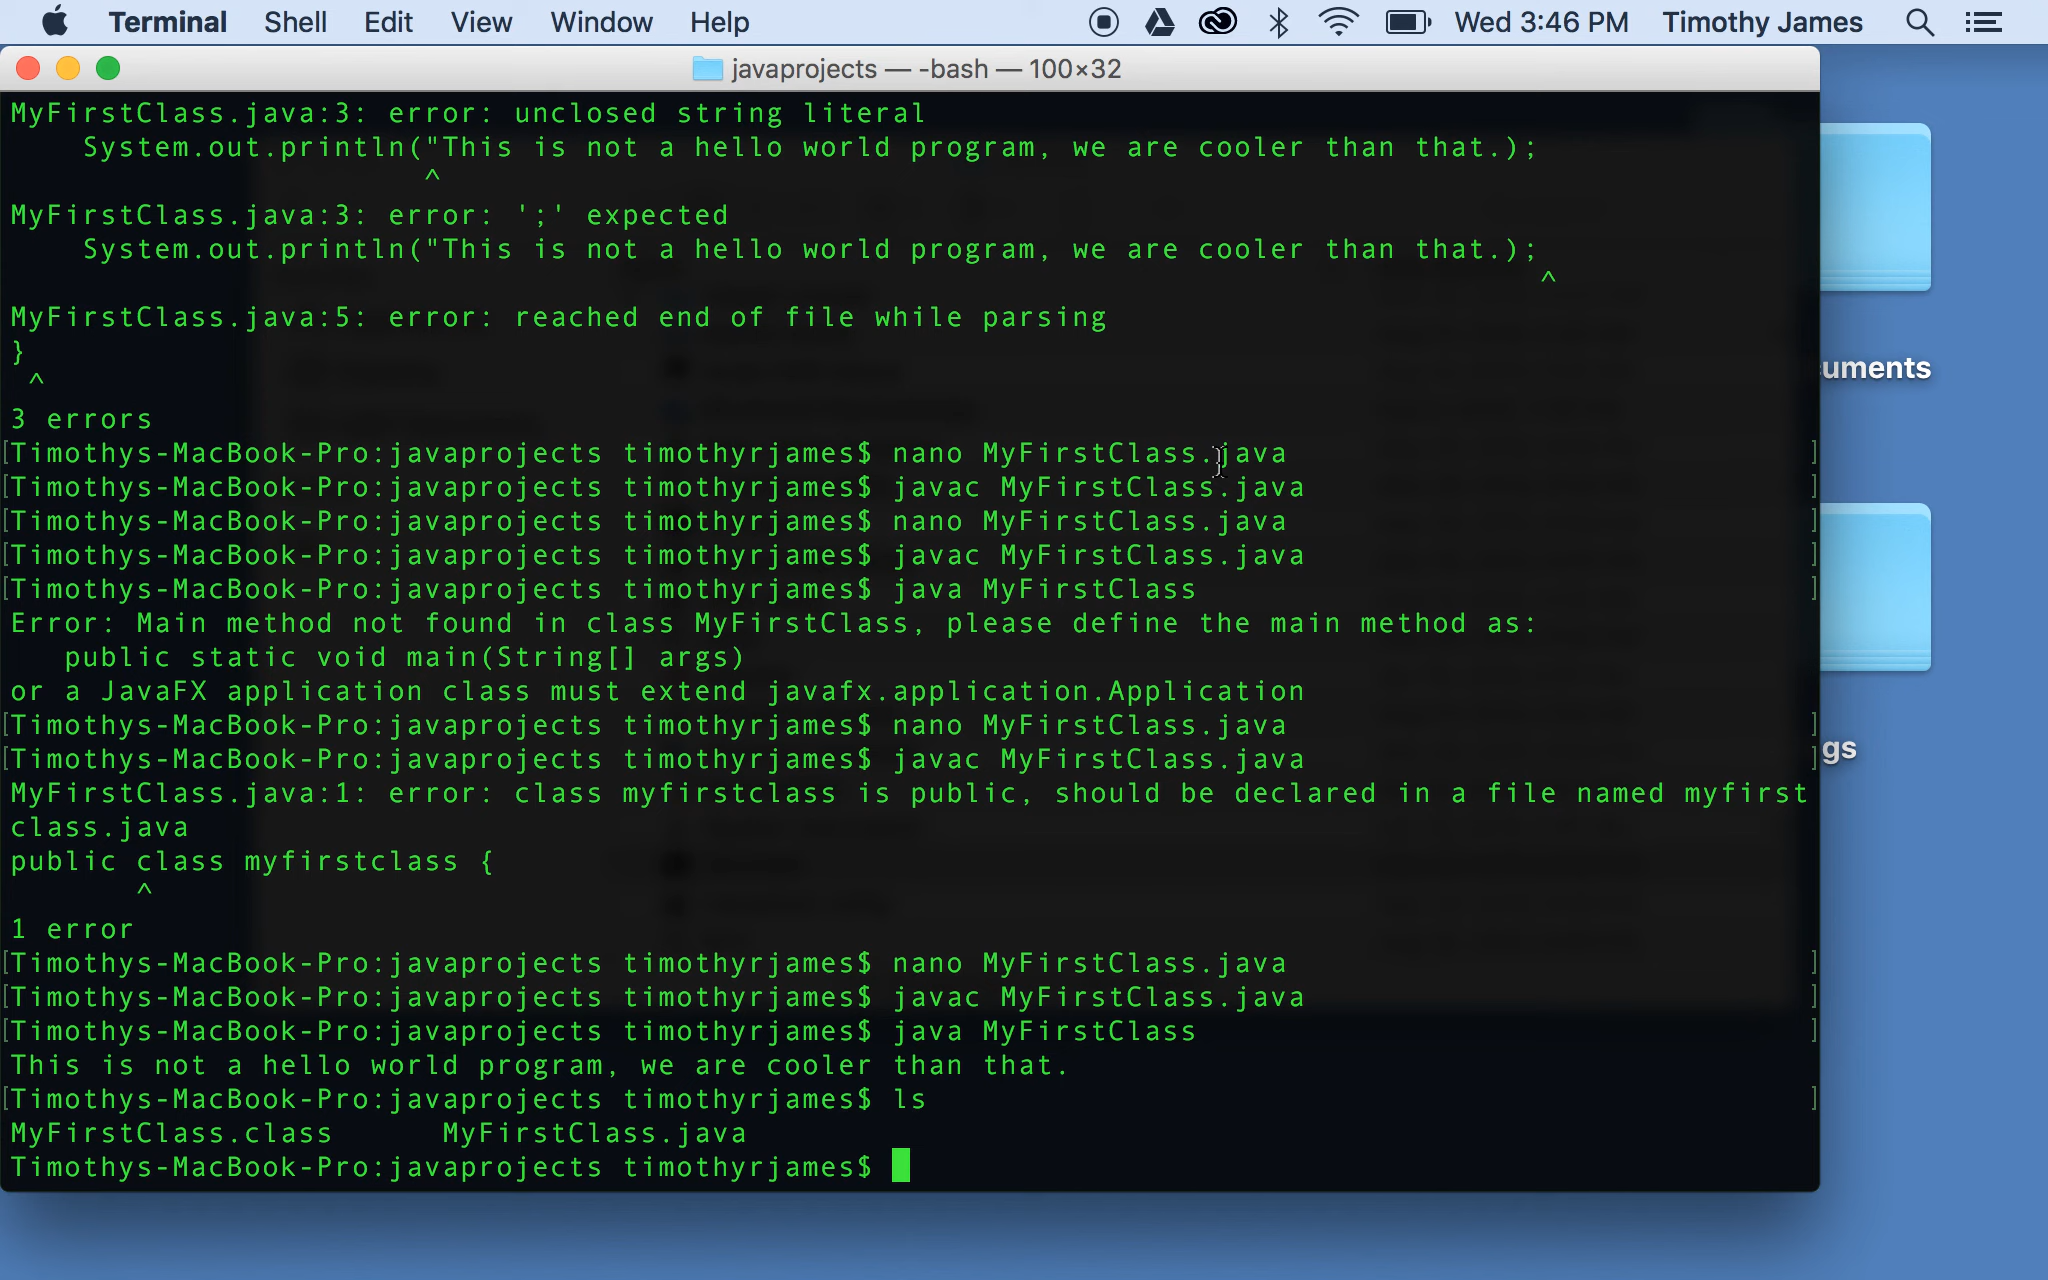 Terminal Shell Edit View Window Help Wed 3:46 PM Timothy James
javaprojects — -bash — 100×32
MyFirstClass.java:3: error: unclosed string literal
System.out.println("This is not a hello world program, we are cooler than that.);
^
MyFirstClass.java:3: error: ';' expected
System.out.println("This is not a hello world program, we are cooler than that.);
^
MyFirstClass.java:5: error: reached end of file while parsing
}
^
3 errors
[Timothys-MacBook-Pro:javaprojects timothyrjames$ nano MyFirstClass.java ]
[Timothys-MacBook-Pro:javaprojects timothyrjames$ javac MyFirstClass.java ]
[Timothys-MacBook-Pro:javaprojects timothyrjames$ nano MyFirstClass.java ]
[Timothys-MacBook-Pro:javaprojects timothyrjames$ javac MyFirstClass.java ]
[Timothys-MacBook-Pro:javaprojects timothyrjames$ java MyFirstClass ]
Error: Main method not found in class MyFirstClass, please define the main method as:
public static void main(String[] args)
or a JavaFX application class must extend javafx.application.Application
[Timothys-MacBook-Pro:javaprojects timothyrjames$ nano MyFirstClass.java ]
[Timothys-MacBook-Pro:javaprojects timothyrjames$ javac MyFirstClass.java ]
MyFirstClass.java:1: error: class myfirstclass is public, should be declared in a file named myfirst
class.java
public class myfirstclass {
^
1 error
[Timothys-MacBook-Pro:javaprojects timothyrjames$ nano MyFirstClass.java ]
[Timothys-MacBook-Pro:javaprojects timothyrjames$ javac MyFirstClass.java ]
[Timothys-MacBook-Pro:javaprojects timothyrjames$ java MyFirstClass ]
This is not a hello world program, we are cooler than that.
[Timothys-MacBook-Pro:javaprojects timothyrjames$ ls ]
MyFirstClass.class MyFirstClass.java
Timothys-MacBook-Pro:javaprojects timothyrjames$
uments
gs